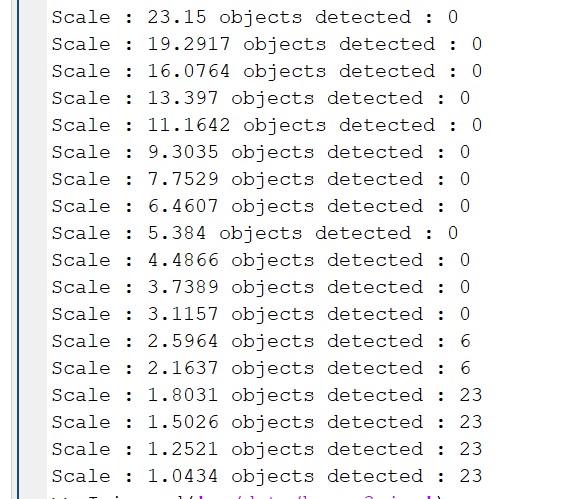 Scale : 23.15 objects detected : 0
Scale : 19.2917 objects detected : 0
Scale : 16.0764 objects detected : 0
Scale : 13.397 objects detected : 0
Scale : 11.1642 objects detected : 0
Scale : 9.3035 objects detected : 0
Scale : 7.7529 objects detected : 0
Scale : 6.4607 objects detected : 0
Scale : 5.384 objects detected : 0
Scale : 4.4866 objects detected : 0
Scale : 3.7389 objects detected : 0
Scale : 3.1157 objects detected : 0
Scale : 2.5964 objects detected : 6
Scale : 2.1637 objects detected : 6
Scale : 1.8031 objects detected : 23
Scale : 1.5026 objects detected : 23
Scale : 1.2521 objects detected : 23
Scale : 1.0434 objects detected : 23